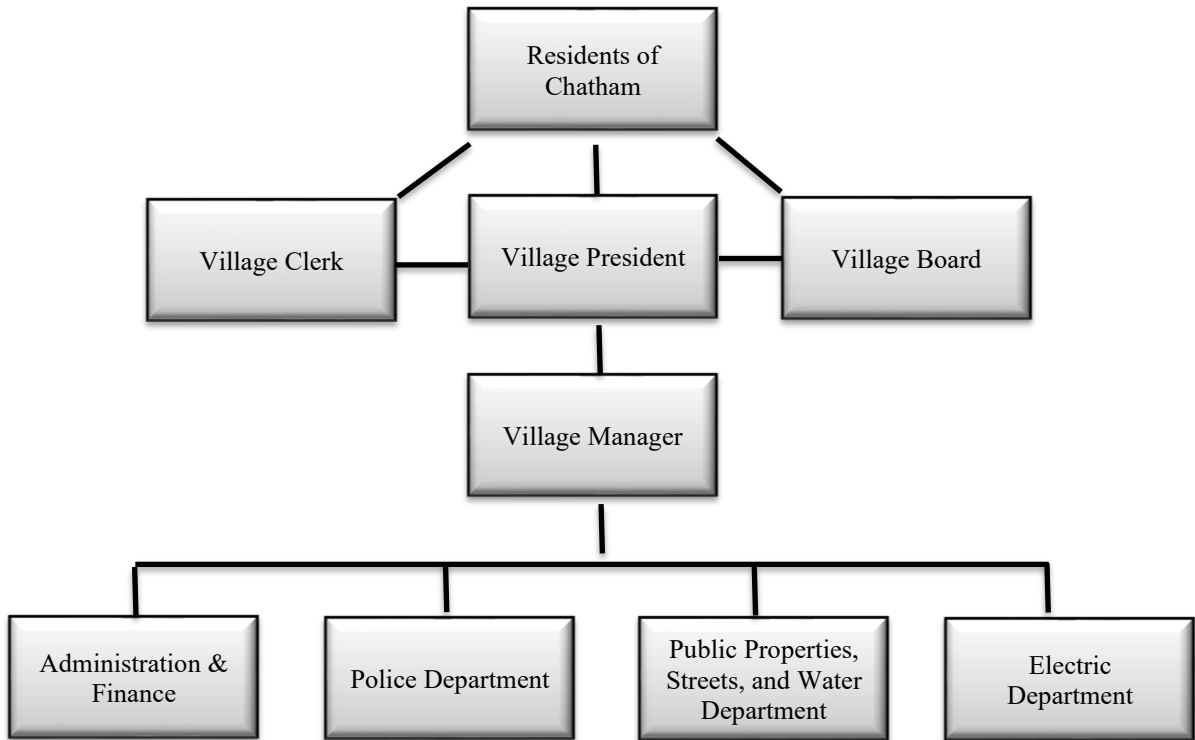 Residents of
Chatham
Village Clerk
Village President
Village Board
Village Manager
Administration &
Finance
Police Department
Public Properties,
Streets, and Water
Department
Electric
Department